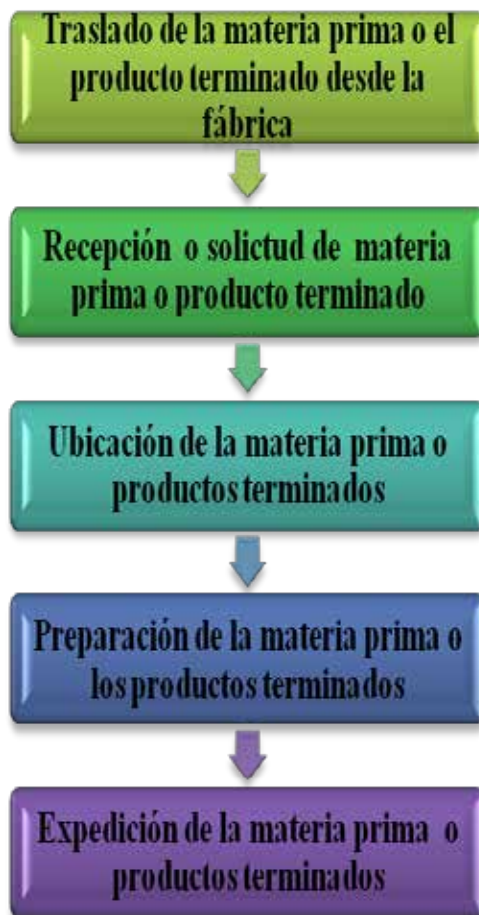 Traslado de la materia prima o el
producto terminado desde la
fábrica
Recepción o solictud de materia
prima o producto terminado
Ubicación de la materia prima o
productos terminados
Preparación de la materia prima o
los productos terminados
Expedición de la materia prima o
productos terminados